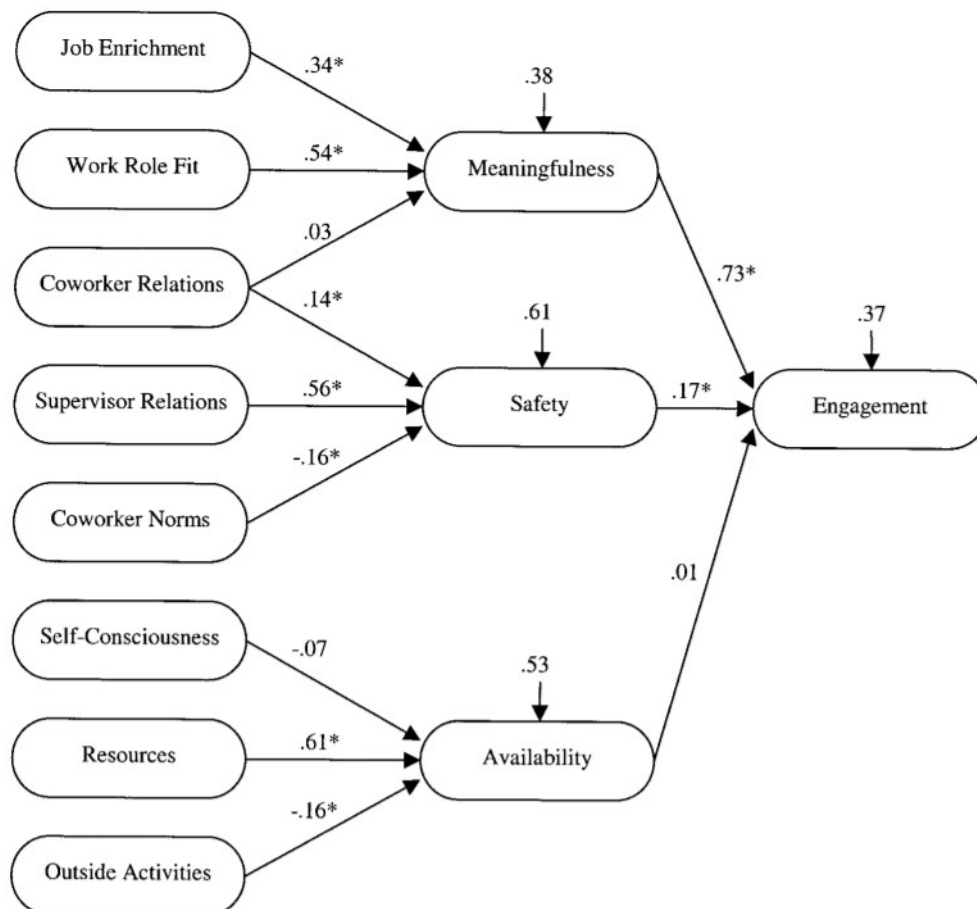 Job Enrichment
.34*
.38
Work Role Fit
.54*
Meaningfulness
.03
Coworker Relations
.14*
.73*
.61
.37
Supervisor Relations
.56*
Safety
.17*
Engagement
-.16*
Coworker Norms
.01
Self-Consciousness
-.07
.53
Resources
.61*
Availability
-.16*
Outside Activities